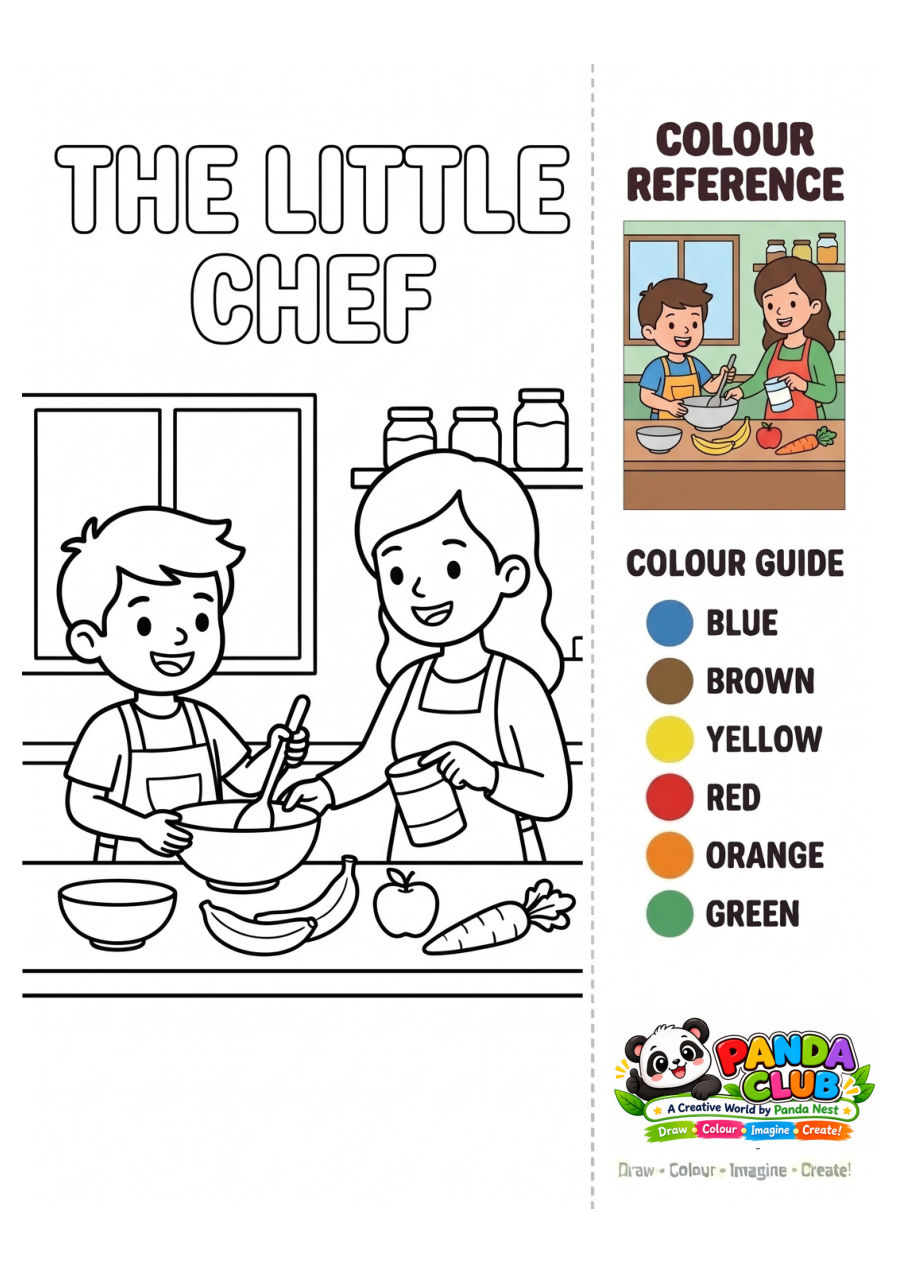 THE LITTLE
CHEF
COLOUR
REFERENCE
COLOUR GUIDE
BLUE
BROWN
YELLOW
RED
ORANGE
GREEN
PANDA
CLUB
A Creative World by Panda Nest
Draw • Colour • Imagine • Create!
Draw • Colour • Imagine • Create!